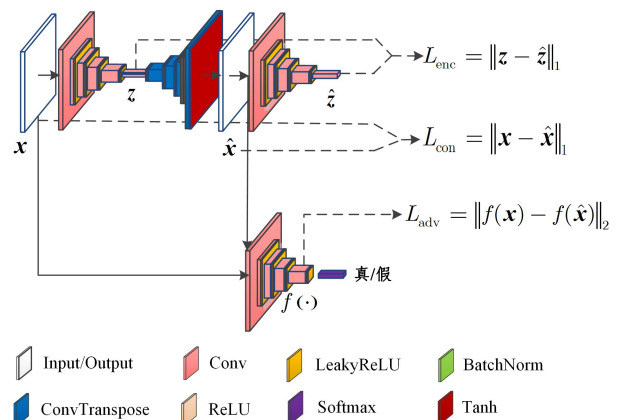 L_enc = ‖z − ẑ‖₁
z
ẑ
x
x̂
L_con = ‖x − x̂‖₁
L_adv = ‖f(x) − f(x̂)‖₂
真/假
f (·)
Input/Output Conv LeakyReLU BatchNorm
ConvTranspose ReLU Softmax Tanh